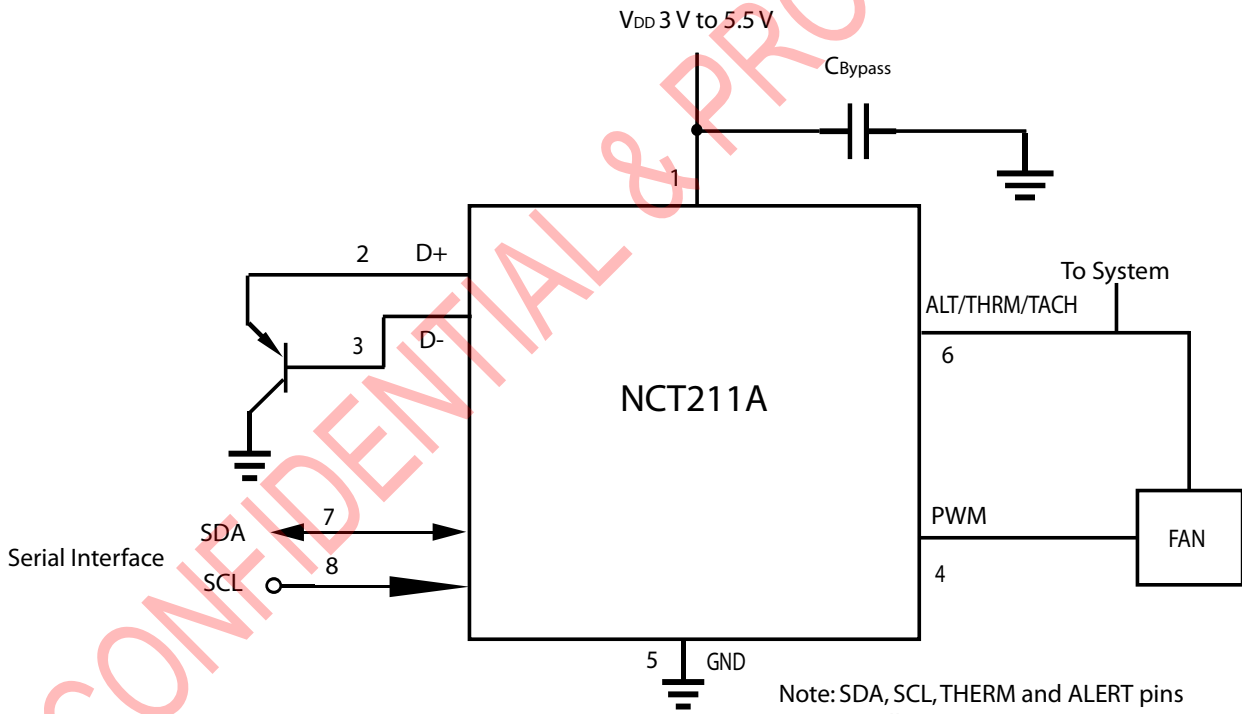 VDD 3 V to 5.5 V
CBypass
1
2 D+
3 D-
To System
ALT/THRM/TACH
6
NCT211A
SDA 7
Serial Interface
SCL 8
PWM
4
FAN
5 GND
Note: SDA, SCL, THERM and ALERT pins
CONFIDENTIAL & PRO